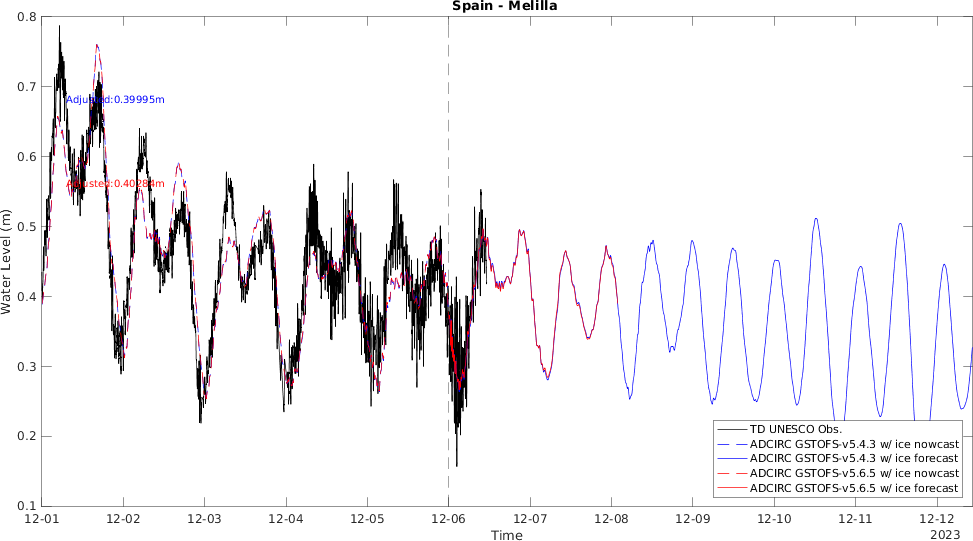 Spain - Melilla
Water Level (m)
0.8
0.7
0.6
0.5
0.4
0.3
0.2
0.1
Adjusted:0.39995m
Adjusted:0.40284m
TD UNESCO Obs.
ADCIRC GSTOFS-v5.4.3 w/ ice nowcast
ADCIRC GSTOFS-v5.4.3 w/ ice forecast
ADCIRC GSTOFS-v5.6.5 w/ ice nowcast
ADCIRC GSTOFS-v5.6.5 w/ ice forecast
12-01 12-02 12-03 12-04 12-05 12-06 12-07 12-08 12-09 12-10 12-11 12-12
Time
2023